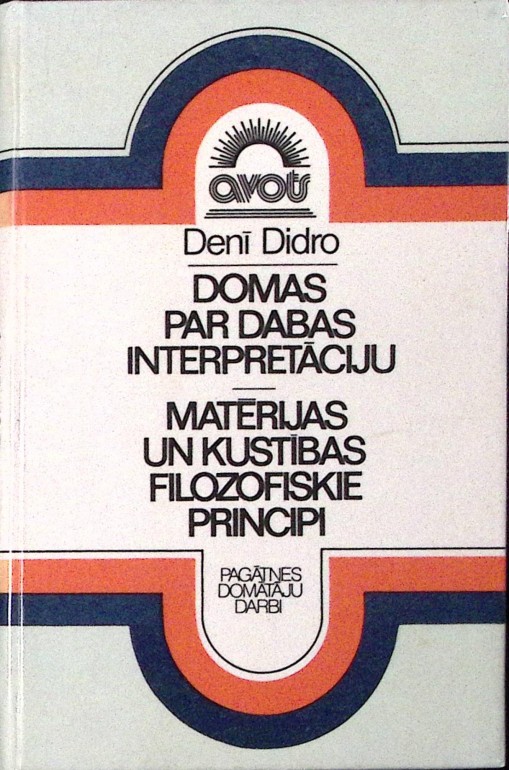 avots
Denī Didro
DOMAS
PAR DABAS
INTERPRETĀCIJU
MATĒRIJAS
UN KUSTĪBAS
FILOZOFISKIE
PRINCIPI
PAGĀTNES
DOMĀTĀJU
DARBI